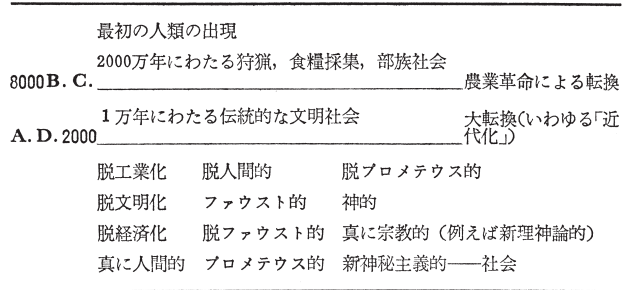 最初の人類の出現
2000万年にわたる狩猟，食糧採集，部族社会
8000B. C. 農業革命による転換
1万年にわたる伝統的な文明社会
A. D. 2000 大転換(いわゆる「近代化」)
脱工業化 脱人間的 脱プロメテウス的
脱文明化 ファウスト的 神的
脱経済化 脱ファウスト的 真に宗教的（例えば新理神論的）
真に人間的 プロメテウス的 新神秘主義的――社会